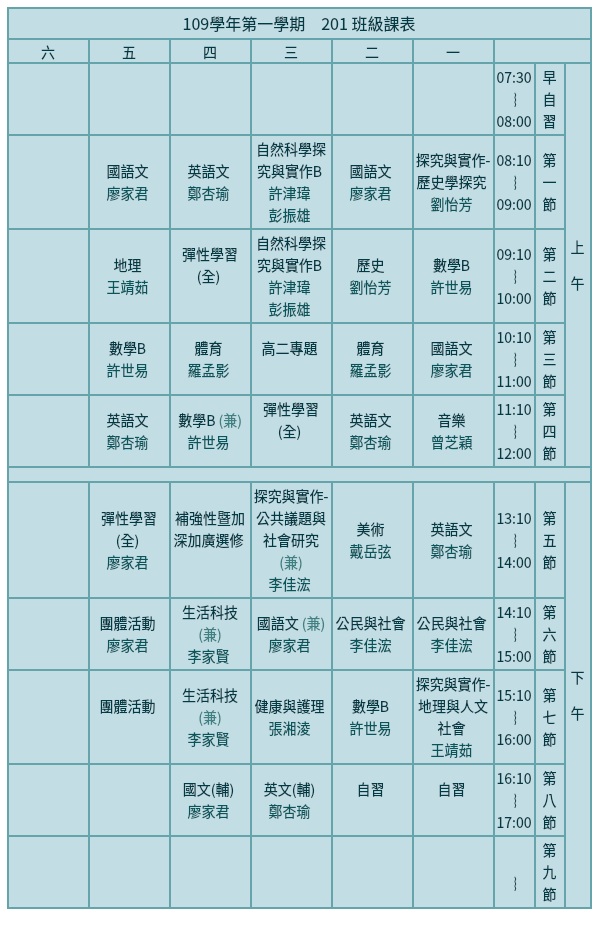 109學年第一學期 201 班級課表
六 五 四 三 二 一
07:30
~
08:00
早
自
習
上
午
國語文
廖家君
英語文
鄭杏瑜
自然科學探
究與實作B
許津瑋
彭振雄
國語文
廖家君
探究與實作-
歷史學探究
劉怡芳
08:10
~
09:00
第
一
節
地理
王靖茹
彈性學習
(全)
自然科學探
究與實作B
許津瑋
彭振雄
歷史
劉怡芳
數學B
許世易
09:10
~
10:00
第
二
節
數學B
許世易
體育
羅孟影
高二專題
體育
羅孟影
國語文
廖家君
10:10
~
11:00
第
三
節
英語文
鄭杏瑜
數學B (兼)
許世易
彈性學習
(全)
英語文
鄭杏瑜
音樂
曾芝穎
11:10
~
12:00
第
四
節
彈性學習
(全)
廖家君
補強性暨加
深加廣選修
探究與實作-
公共議題與
社會研究
(兼)
李佳浤
美術
戴岳弦
英語文
鄭杏瑜
13:10
~
14:00
第
五
節
下
午
團體活動
廖家君
生活科技
(兼)
李家賢
國語文 (兼)
廖家君
公民與社會
李佳浤
公民與社會
李佳浤
14:10
~
15:00
第
六
節
團體活動
生活科技
(兼)
李家賢
健康與護理
張湘淩
數學B
許世易
探究與實作-
地理與人文
社會
王靖茹
15:10
~
16:00
第
七
節
國文(輔)
廖家君
英文(輔)
鄭杏瑜
自習
自習
16:10
~
17:00
第
八
節
~
第
九
節